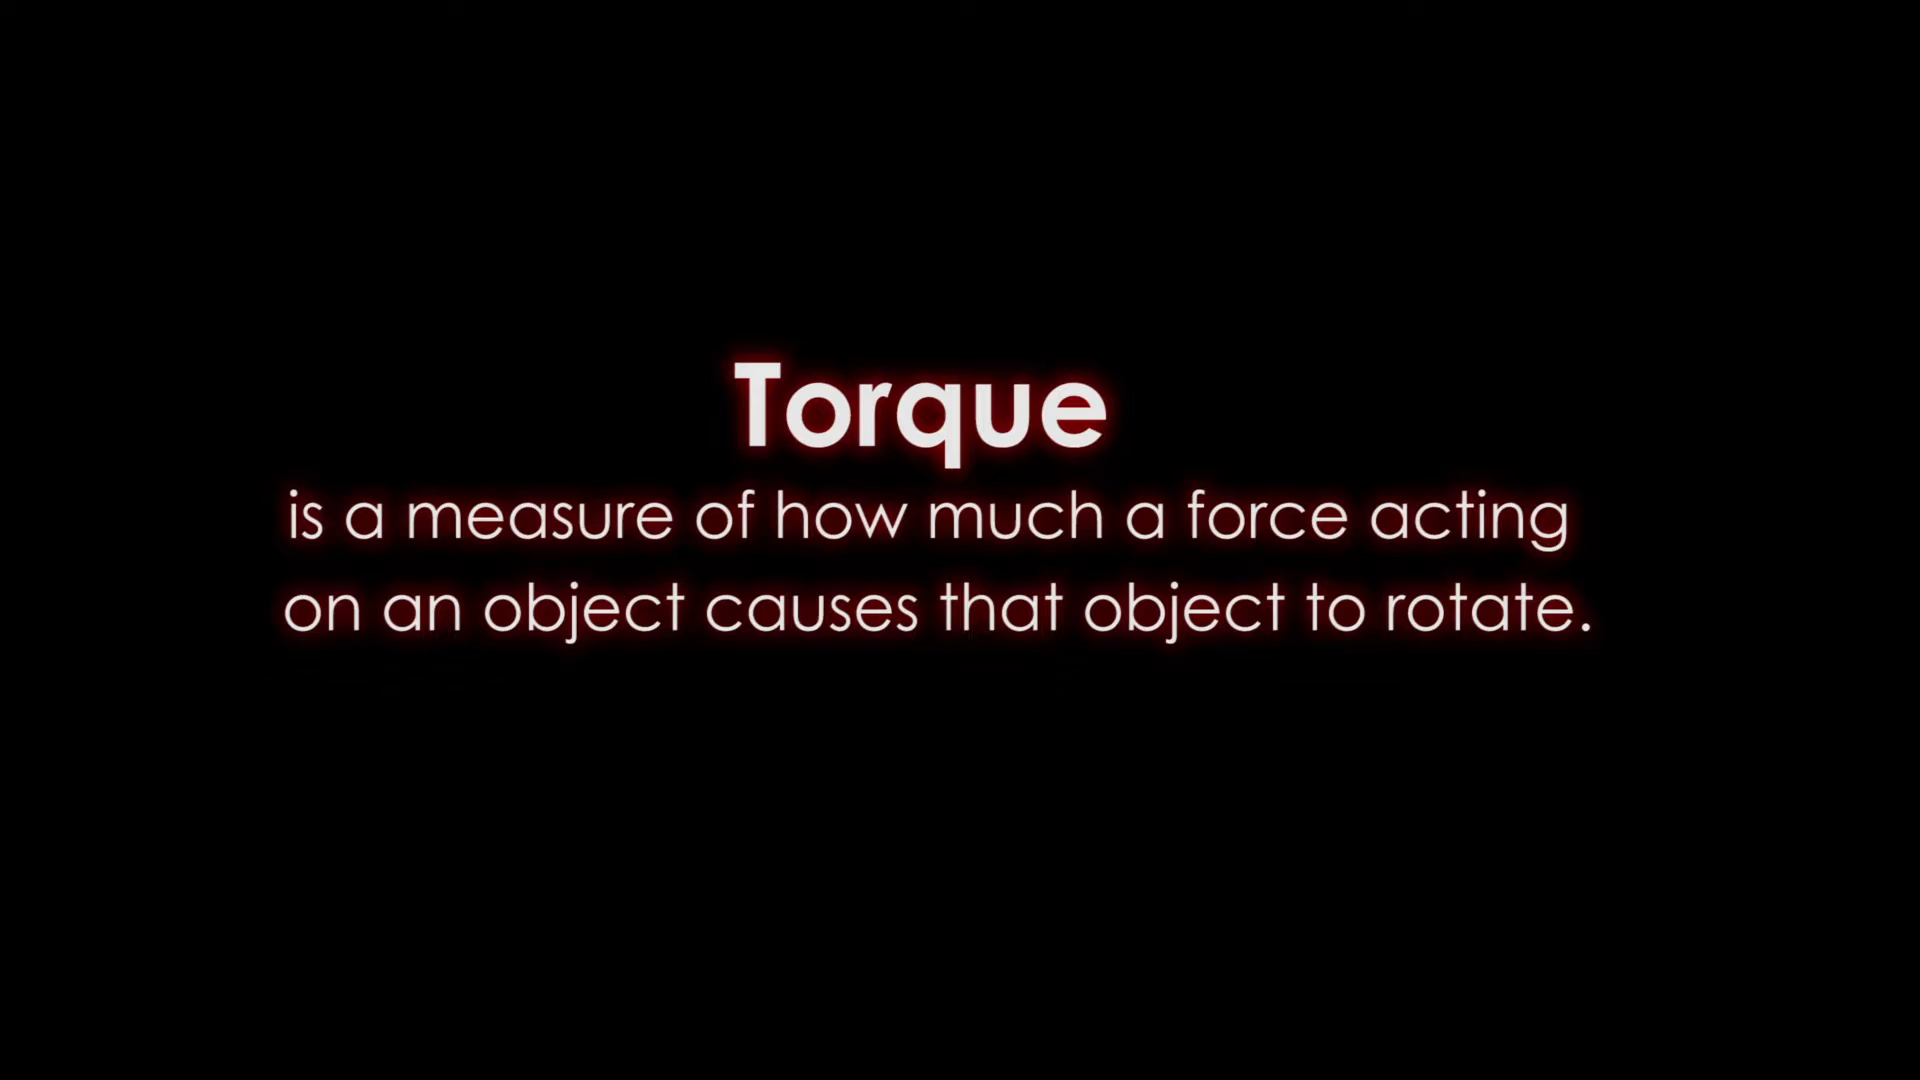 Torque
is a measure of how much a force acting
on an object causes that object to rotate.